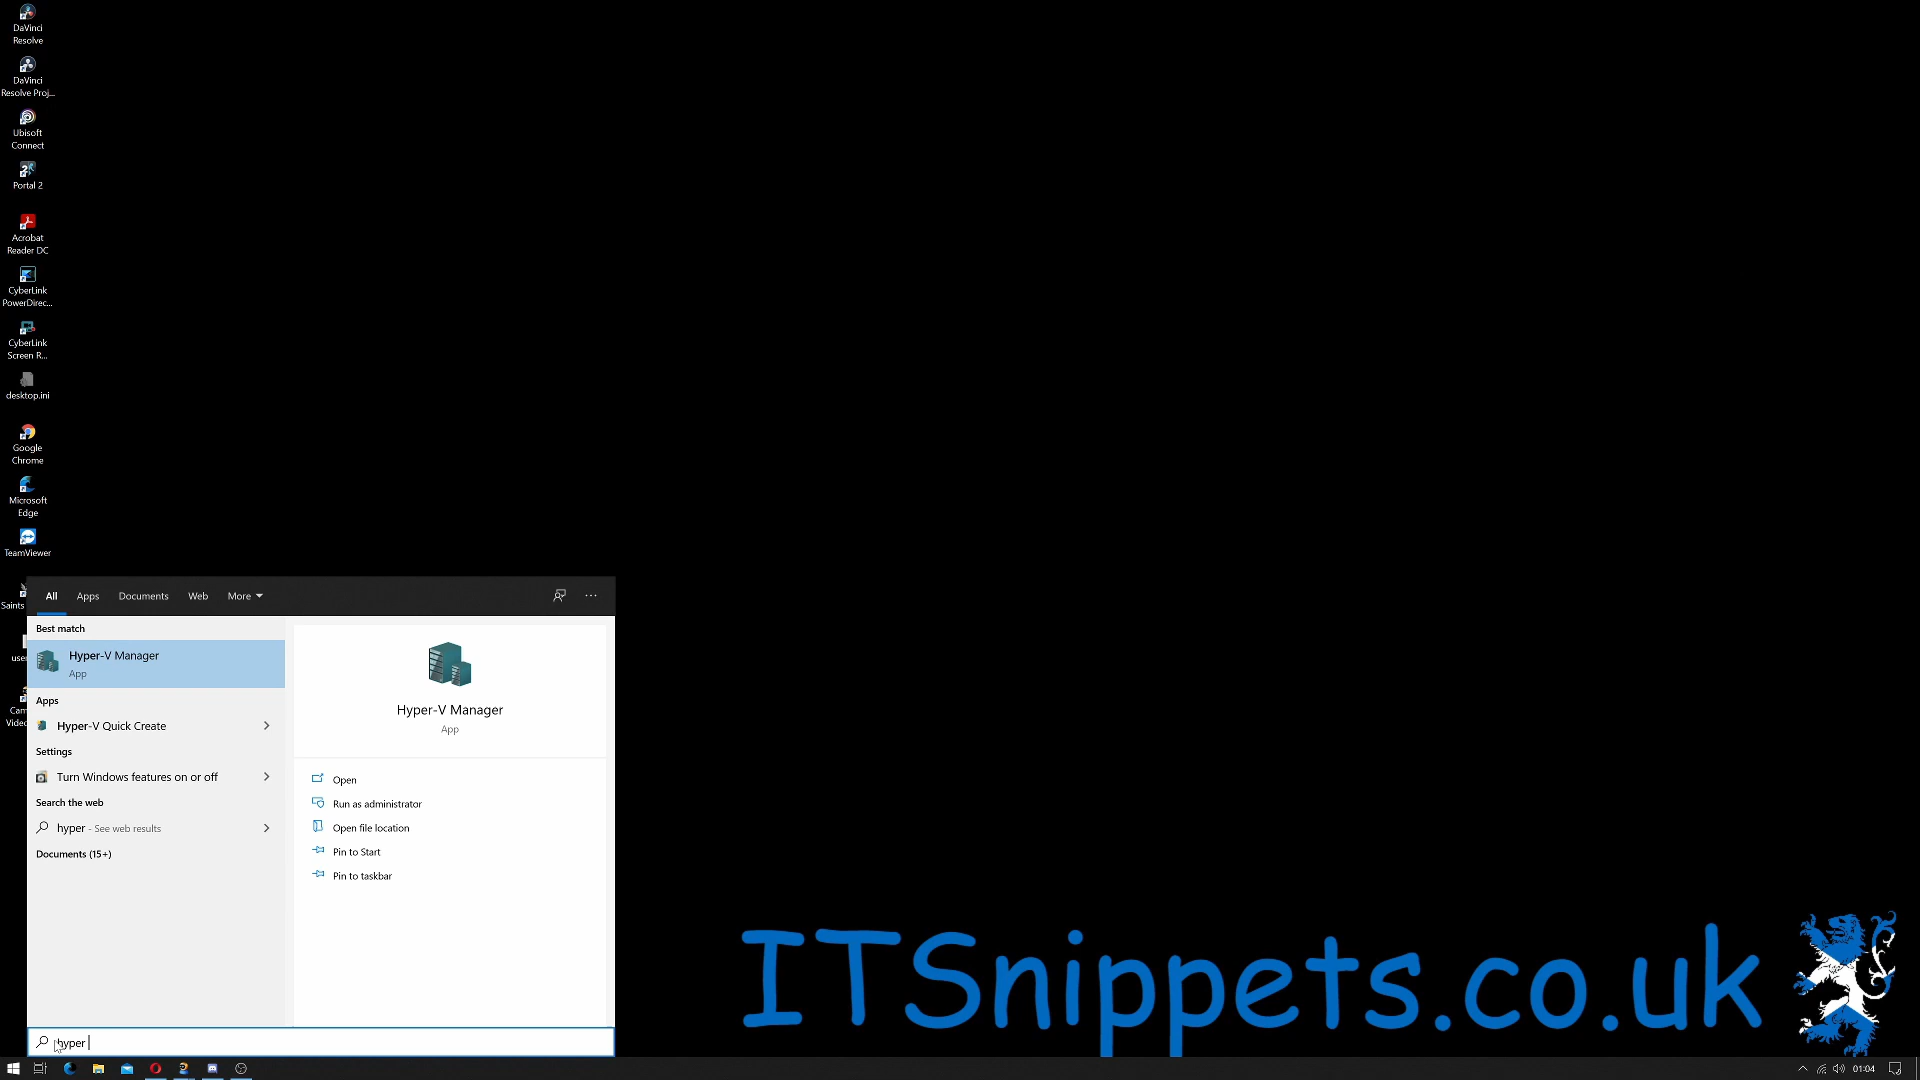 DaVinci
Resolve
DaVinci
Resolve Proj...
Ubisoft
Connect
Portal 2
Acrobat
Reader DC
CyberLink
PowerDirec...
CyberLink
Screen R...
desktop.ini
Google
Chrome
Microsoft
Edge
TeamViewer
Saints
user
Cam
Video
All
Apps
Documents
Web
More
Best match
Hyper-V Manager
App
Apps
Hyper-V Quick Create
Settings
Turn Windows features on or off
Search the web
hyper - See web results
Documents (15+)
Hyper-V Manager
App
Open
Run as administrator
Open file location
Pin to Start
Pin to taskbar
hyper
ITSnippets.co.uk
01:04